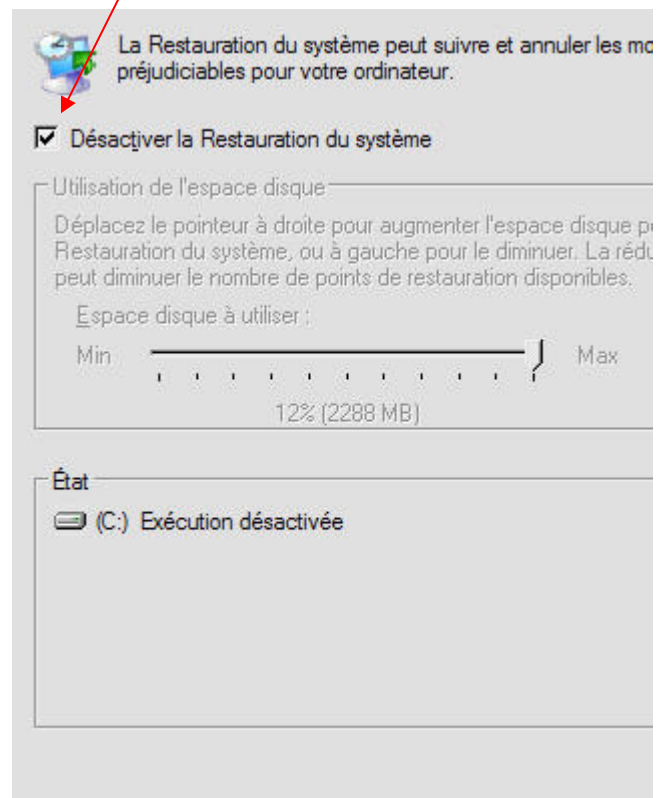 La Restauration du système peut suivre et annuler les mo
préjudiciables pour votre ordinateur.
Désactiver la Restauration du système
Utilisation de l'espace disque
Déplacez le pointeur à droite pour augmenter l'espace disque p
Restauration du système, ou à gauche pour le diminuer. La rédu
peut diminuer le nombre de points de restauration disponibles.
Espace disque à utiliser :
Min Max
12% (2288 MB)
État
(C:) Exécution désactivée